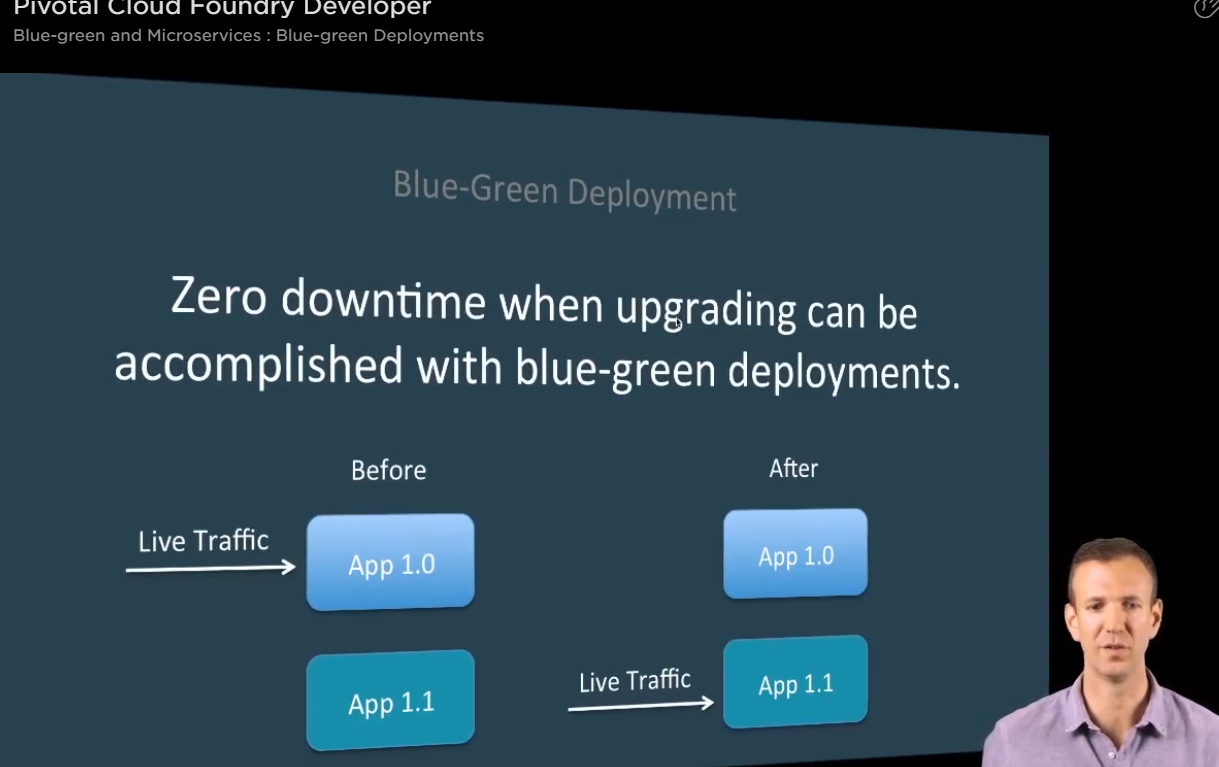 Pivotal Cloud Foundry Developer
Blue-green and Microservices : Blue-green Deployments
Blue-Green Deployment
Zero downtime when upgrading can be
accomplished with blue-green deployments.
Before
After
Live Traffic
App 1.0
App 1.0
App 1.1
Live Traffic
App 1.1